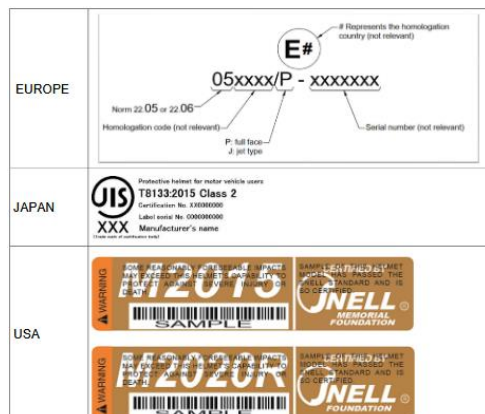 EUROPE
E#
# Represents the homologation
country (not relevant)
05xxxx/P - xxxxxxx
Norm 22.05 or 22.06
Homologation code (not relevant)
Serial number (not relevant)
P: full face
J: jet type
JAPAN
JIS
XXX
Protective helmet for motor vehicle users
T8133:2015 Class 2
Certification No. XX00000000
Label serial No. 0000000000
Manufacturer's name
USA
WARNING
SOME REASONABLY FORESEEABLE IMPACTS
MAY EXCEED THIS HELMET'S CAPABILITY TO
PROTECT AGAINST SEVERE INJURY OR
DEATH.
M2015
SAMPLE
SAMPLE OF THIS HELMET
MODEL HAS PASSED THE
SNELL STANDARD AND IS
SO CERTIFIED.
SNELL
MEMORIAL
FOUNDATION
WARNING
SOME REASONABLY FORESEEABLE IMPACTS
MAY EXCEED THIS HELMET'S CAPABILITY TO
PROTECT AGAINST SEVERE INJURY OR
DEATH.
M2020R
SAMPLE
SAMPLE OF THIS HELMET
MODEL HAS PASSED THE
SNELL STANDARD AND IS
SO CERTIFIED.
SNELL
FOUNDATION